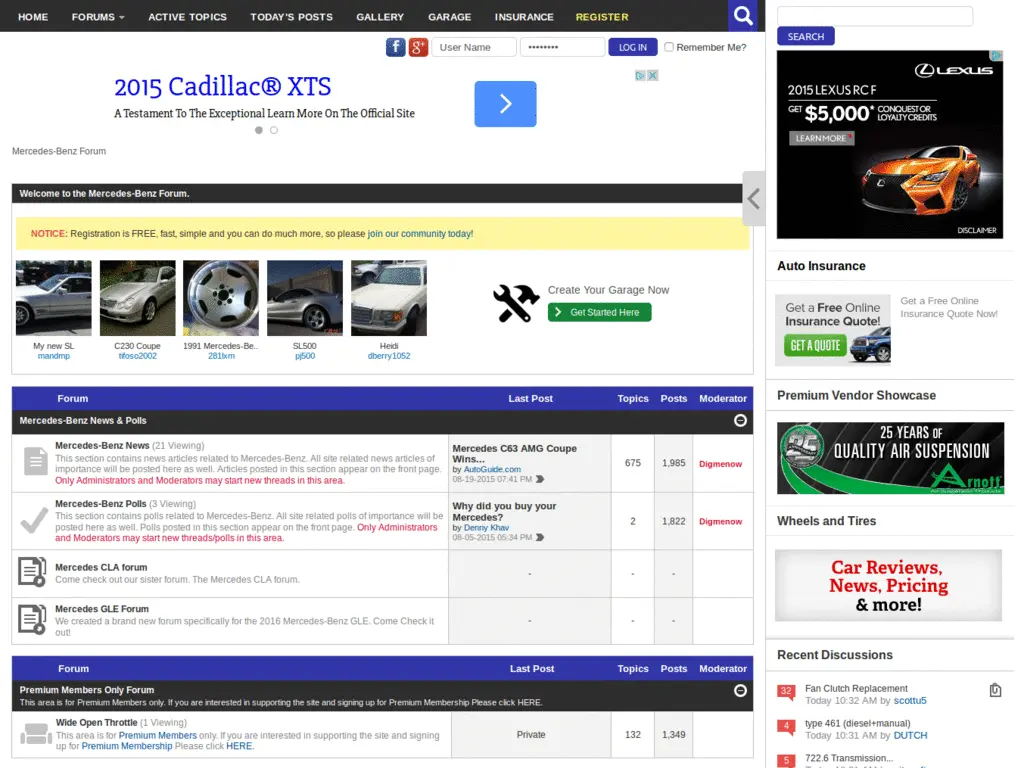 HOME FORUMS ACTIVE TOPICS TODAY'S POSTS GALLERY GARAGE INSURANCE REGISTER
User Name ******** LOG IN Remember Me?
2015 Cadillac® XTS
A Testament To The Exceptional Learn More On The Official Site
Mercedes-Benz Forum
Welcome to the Mercedes-Benz Forum.
NOTICE: Registration is FREE, fast, simple and you can do much more, so please join our community today!
My new SL
mandmp
C230 Coupe
tifoso2002
1991 Mercedes-Be..
281lxm
SL500
pj500
Heidi
dberry1052
Create Your Garage Now
Get Started Here
Forum Last Post Topics Posts Moderator
Mercedes-Benz News & Polls
Mercedes-Benz News (21 Viewing)
This section contains news articles related to Mercedes-Benz. All site related news articles of
importance will be posted here as well. Articles posted in this section appear on the front page.
Only Administrators and Moderators may start new threads in this area.
Mercedes C63 AMG Coupe
Wins...
by AutoGuide.com
08-19-2015 07:41 PM
675 1,985 Digmenow
Mercedes-Benz Polls (3 Viewing)
This section contains polls related to Mercedes-Benz. All site related polls of importance will be
posted here as well. Polls posted in this section appear on the front page. Only Administrators
and Moderators may start new threads/polls in this area.
Why did you buy your
Mercedes?
by Denny Khav
08-05-2015 05:34 PM
2 1,822 Digmenow
Mercedes CLA forum
Come check out our sister forum. The Mercedes CLA forum.
- - -
Mercedes GLE Forum
We created a brand new forum specifically for the 2016 Mercedes-Benz GLE. Come Check it
out!
- - -
Forum Last Post Topics Posts Moderator
Premium Members Only Forum
This area is for Premium Members only. If you are interested in supporting the site and signing up for Premium Membership Please click HERE.
Wide Open Throttle (1 Viewing)
This area is for Premium Members only. If you are interested in supporting the site and signing
up for Premium Membership Please click HERE.
Private 132 1,349
SEARCH
LEXUS
2015 LEXUS RC F
GET $5,000* CONQUEST OR
LOYALTY CREDITS
LEARN MORE
DISCLAIMER
Auto Insurance
Get a Free Online
Insurance Quote!
GET A QUOTE
Get a Free Online
Insurance Quote Now!
Premium Vendor Showcase
25 YEARS OF
QUALITY AIR SUSPENSION
Arnott
Wheels and Tires
Car Reviews,
News, Pricing
& more!
Recent Discussions
32 Fan Clutch Replacement
Today 10:32 AM by scottu5
4 type 461 (diesel+manual)
Today 10:31 AM by DUTCH
5 722.6 Transmission...